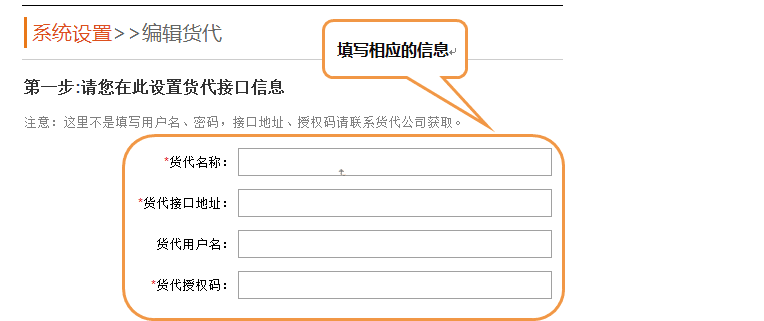 系统设置>>编辑货代
填写相应的信息
第一步:请您在此设置货代接口信息
注意：这里不是填写用户名、密码，接口地址、授权码请联系货代公司获取。
*货代名称：
*货代接口地址：
货代用户名：
*货代授权码：